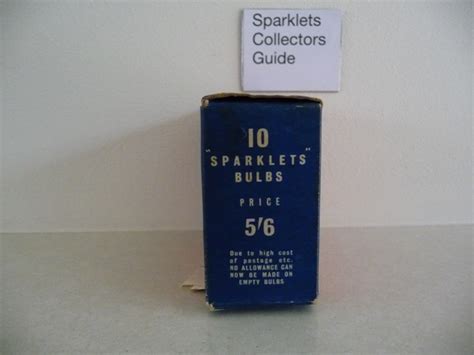 Sparklets
Collectors
Guide
10
"SPARKLETS"
BULBS
PRICE
5'6
Due to high cost
of postage etc.
NO ALLOWANCE CAN
NOW BE MADE ON
EMPTY BULBS